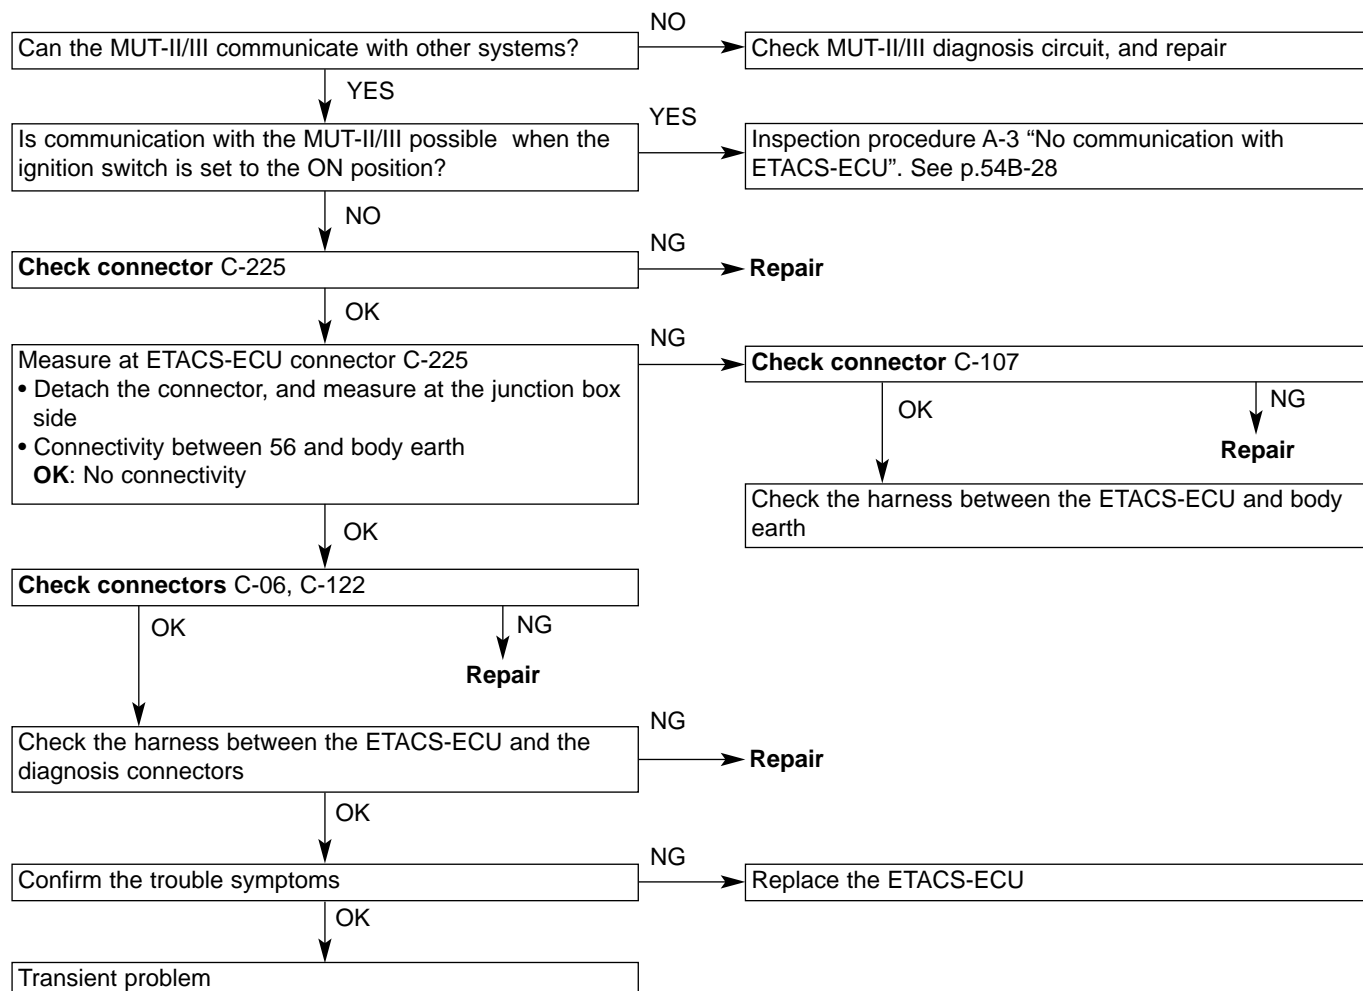 Can the MUT-II/III communicate with other systems?
NO
Check MUT-II/III diagnosis circuit, and repair
YES
Is communication with the MUT-II/III possible when the
ignition switch is set to the ON position?
YES
Inspection procedure A-3 “No communication with
ETACS-ECU”. See p.54B-28
NO
Check connector C-225
NG
Repair
OK
Measure at ETACS-ECU connector C-225
• Detach the connector, and measure at the junction box
side
• Connectivity between 56 and body earth
OK: No connectivity
NG
Check connector C-107
OK
NG
Repair
Check the harness between the ETACS-ECU and body
earth
OK
Check connectors C-06, C-122
OK
NG
Repair
Check the harness between the ETACS-ECU and the
diagnosis connectors
NG
Repair
OK
Confirm the trouble symptoms
NG
Replace the ETACS-ECU
OK
Transient problem